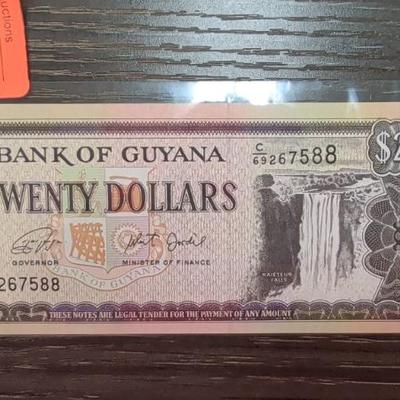 uctions
BANK OF GUYANA
C/69267588
$2
WENTY DOLLARS
GOVERNOR
MINISTER OF FINANCE
BANK OF GUYANA
KAIETEUR
FALLS
267588
THESE NOTES ARE LEGAL TENDER FOR THE PAYMENT OF ANY AMOUNT